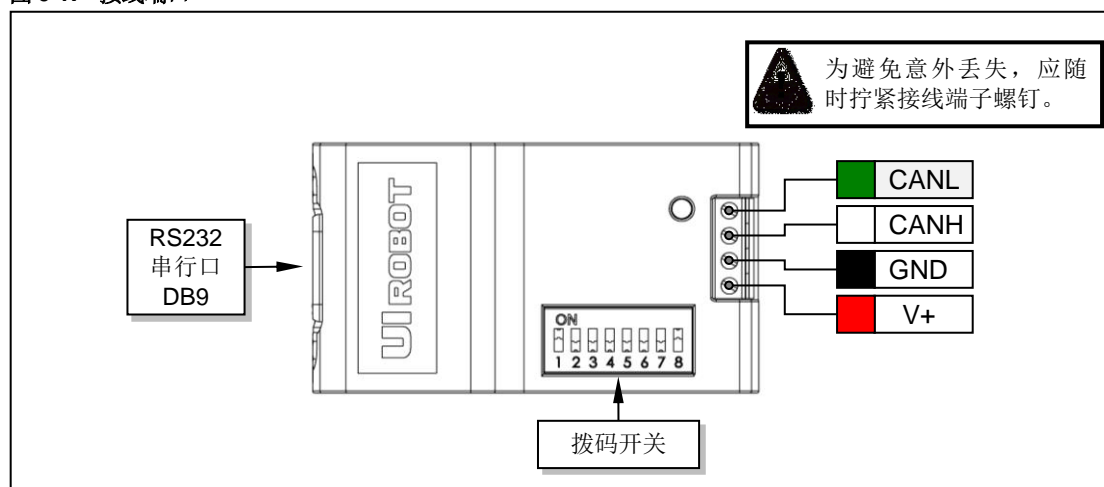 为避免意外丢失，应随
时拧紧接线端子螺钉。
CANL
CANH
GND
V+
RS232
串行口
DB9
UIROBOT
ON
1 2 3 4 5 6 7 8
拨码开关